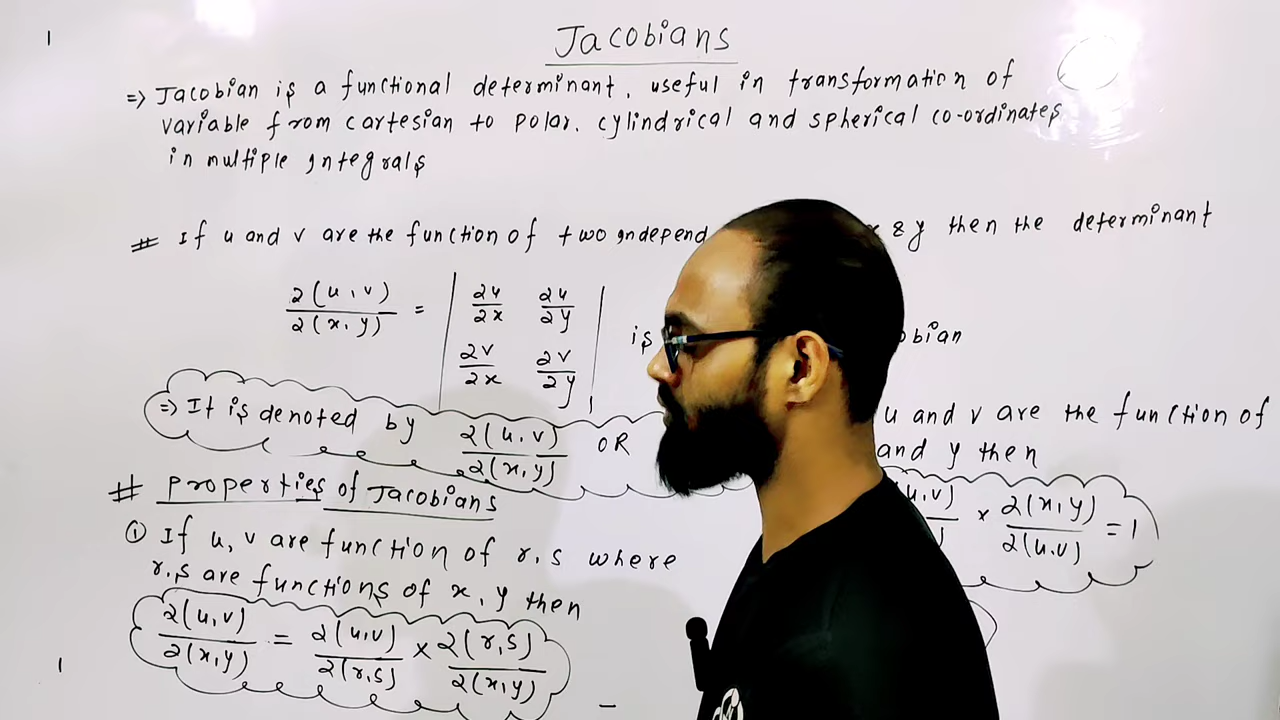 Jacobians
=> Jacobian is a functional determinant, useful in transformation of
variable from cartesian to polar, cylindrical and spherical co-ordinates
in multiple integrals
# If u and v are the function of two independ x & y then the determinant
∂(u,v)/∂(x,y) = | ∂u/∂x ∂u/∂y |
| ∂v/∂x ∂v/∂y | is obian
=> It is denoted by ∂(u,v)/∂(x,y) OR
# Properties of Jacobians
① If u, v are function of r, s where
r,s are functions of x, y then
∂(u,v)/∂(x,y) = ∂(u,v)/∂(r,s) × ∂(r,s)/∂(x,y)
u and v are the function of
and y then
u,v) × ∂(x,y)/∂(u,v) = 1